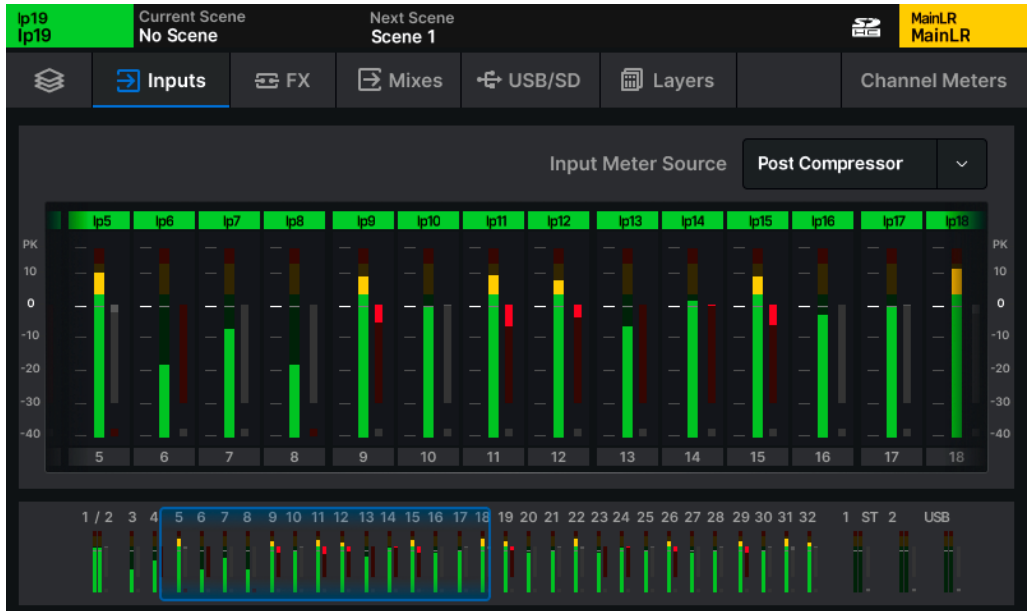 Ip19 Current Scene Next Scene MainLR
Ip19 No Scene Scene 1 SD HC MainLR
Inputs FX Mixes USB/SD Layers Channel Meters
Input Meter Source Post Compressor
Ip5 Ip6 Ip7 Ip8 Ip9 Ip10 Ip11 Ip12 Ip13 Ip14 Ip15 Ip16 Ip17 Ip18
PK PK
10 10
0 0
-10 -10
-20 -20
-30 -30
-40 -40
5 6 7 8 9 10 11 12 13 14 15 16 17 18
1 / 2 3 4 5 6 7 8 9 10 11 12 13 14 15 16 17 18 19 20 21 22 23 24 25 26 27 28 29 30 31 32 1 ST 2 USB